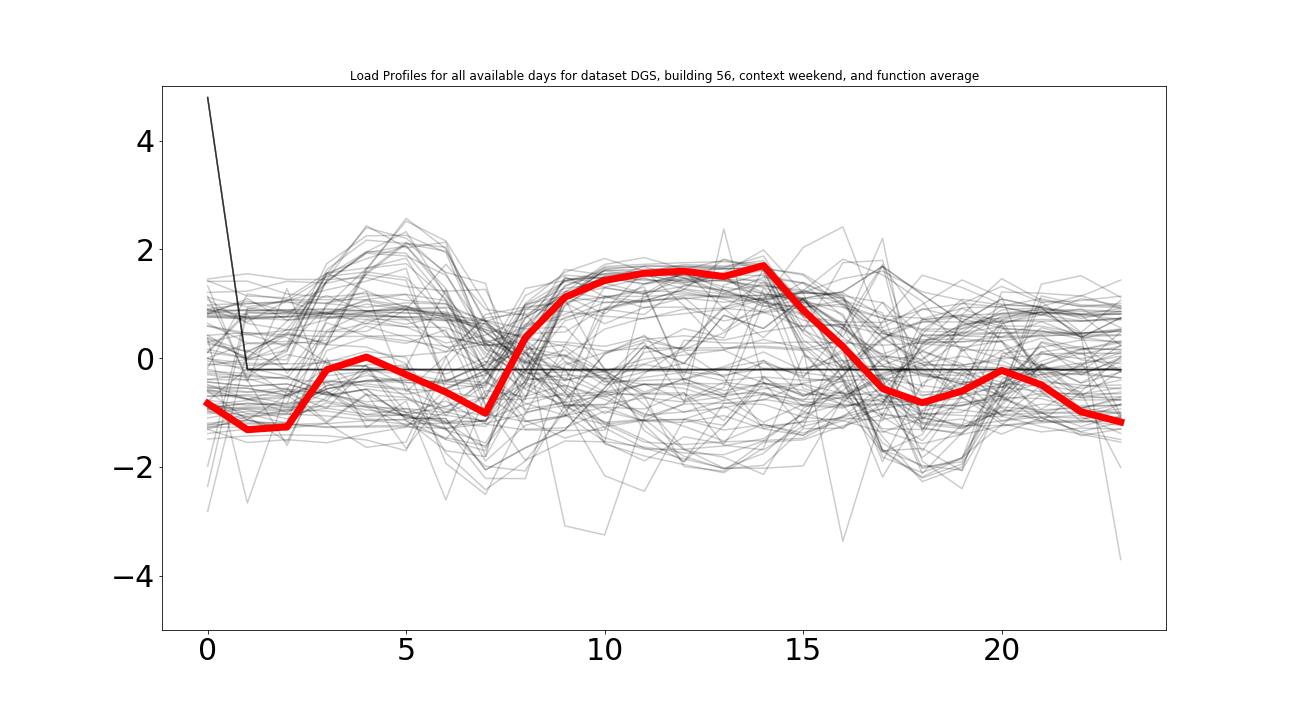 Load Profiles for all available days for dataset DGS, building 56, context weekend, and function average
4
2
0
−2
−4
0 5 10 15 20